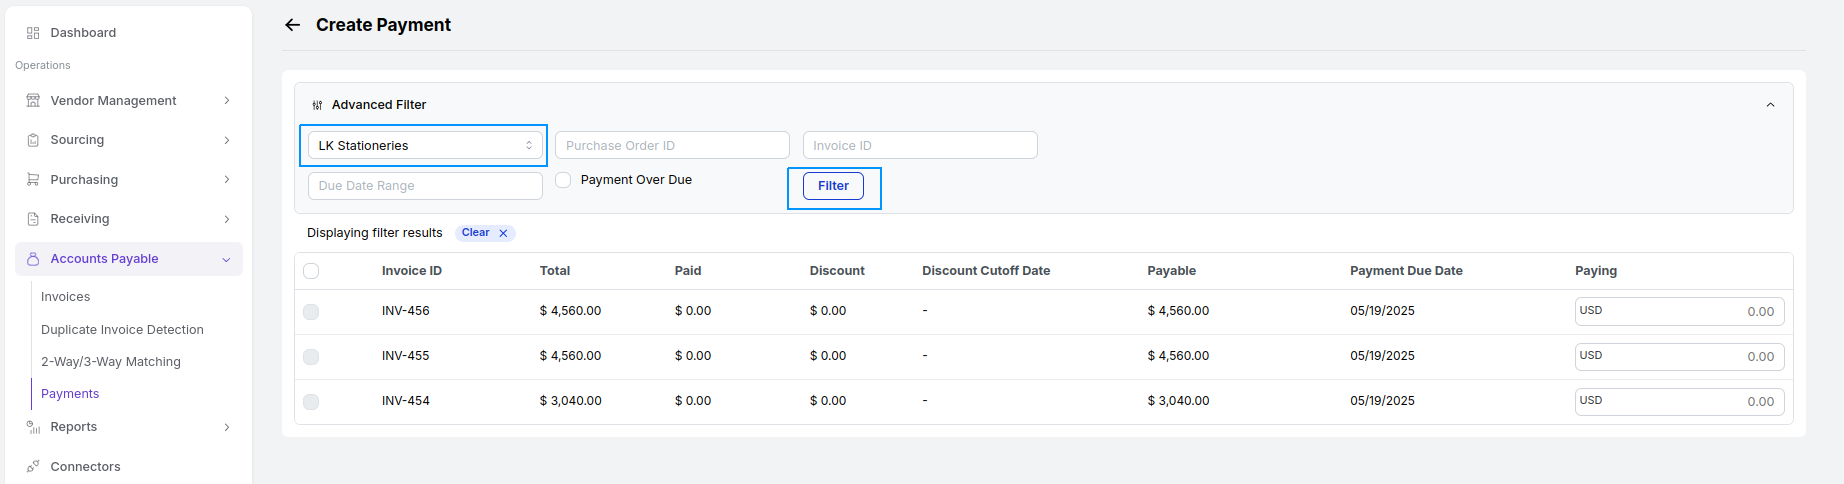 Dashboard
Operations
Vendor Management
Sourcing
Purchasing
Receiving
Accounts Payable
Invoices
Duplicate Invoice Detection
2-Way/3-Way Matching
Payments
Reports
Connectors
Create Payment
Advanced Filter
LK Stationeries Purchase Order ID Invoice ID
Due Date Range Payment Over Due Filter
Displaying filter results Clear
Invoice ID Total Paid Discount Discount Cutoff Date Payable Payment Due Date Paying
INV-456 $ 4,560.00 $ 0.00 $ 0.00 - $ 4,560.00 05/19/2025 USD 0.00
INV-455 $ 4,560.00 $ 0.00 $ 0.00 - $ 4,560.00 05/19/2025 USD 0.00
INV-454 $ 3,040.00 $ 0.00 $ 0.00 - $ 3,040.00 05/19/2025 USD 0.00